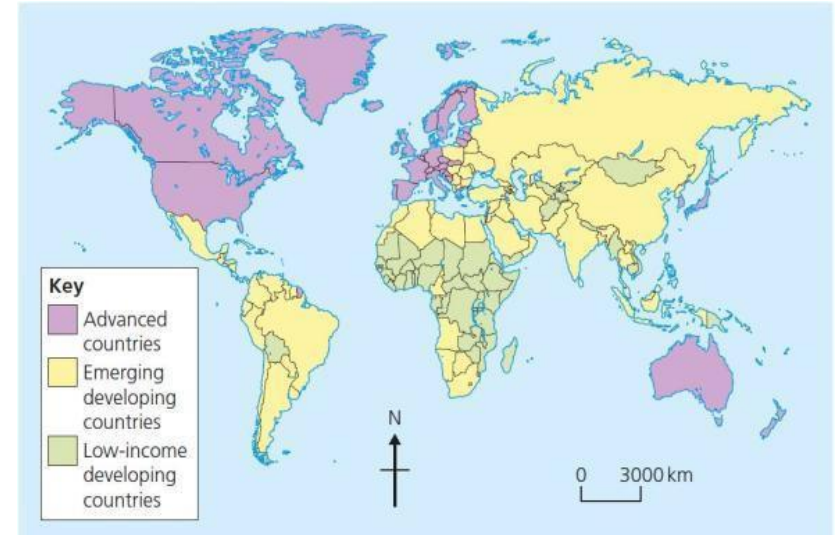 Key
Advanced
countries
Emerging
developing
countries
Low-income
developing
countries
N
0 3000 km